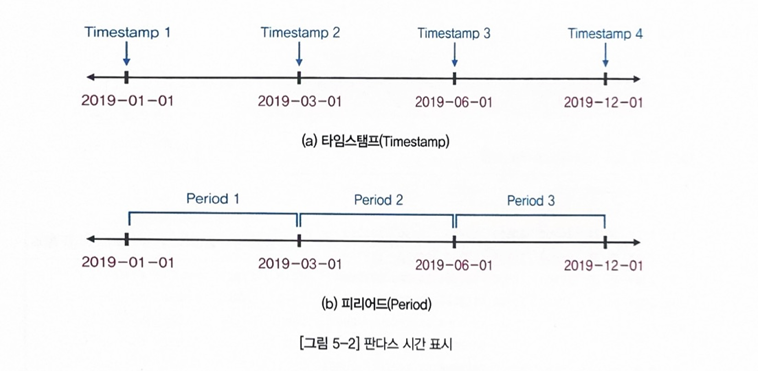 Timestamp 1 Timestamp 2 Timestamp 3 Timestamp 4
2019-01-01 2019-03-01 2019-06-01 2019-12-01
(a) 타임스탬프(Timestamp)
Period 1 Period 2 Period 3
2019-01-01 2019-03-01 2019-06-01 2019-12-01
(b) 피리어드(Period)
[그림 5-2] 판다스 시간 표시